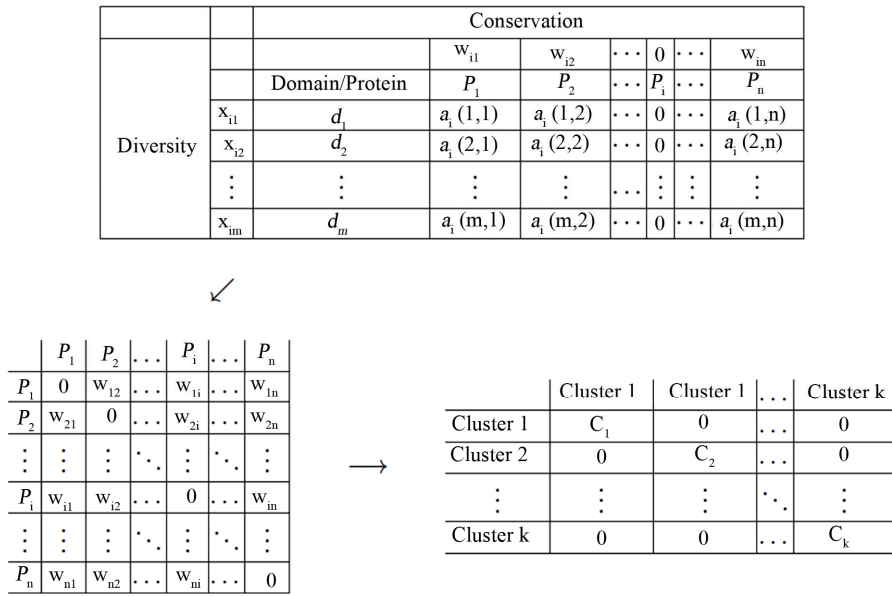 Conservation
w_i1 w_i2 ⋯ 0 ⋯ w_in
Domain/Protein P_1 P_2 ⋯ P_i ⋯ P_n
x_i1 d_1 a_i (1,1) a_i (1,2) ⋯ 0 ⋯ a_i (1,n)
Diversity x_i2 d_2 a_i (2,1) a_i (2,2) ⋯ 0 ⋯ a_i (2,n)
⋮ ⋮ ⋮ ⋮ … ⋮ ⋮ ⋮
x_im d_m a_i (m,1) a_i (m,2) ⋯ 0 ⋯ a_i (m,n)
↙
P_1 P_2 … P_i … P_n
P_1 0 w_12 … w_1i … w_1n
P_2 w_21 0 … w_2i … w_2n
⋮ ⋮ ⋮ ⋱ ⋮ ⋱ ⋮
P_i w_i1 w_i2 … 0 … w_in
⋮ ⋮ ⋮ ⋱ ⋮ ⋱ ⋮
P_n w_n1 w_n2 … w_ni … 0
→
Cluster 1 Cluster 1 … Cluster k
Cluster 1 C_1 0 … 0
Cluster 2 0 C_2 … 0
⋮ ⋮ ⋮ ⋱ ⋮
Cluster k 0 0 … C_k